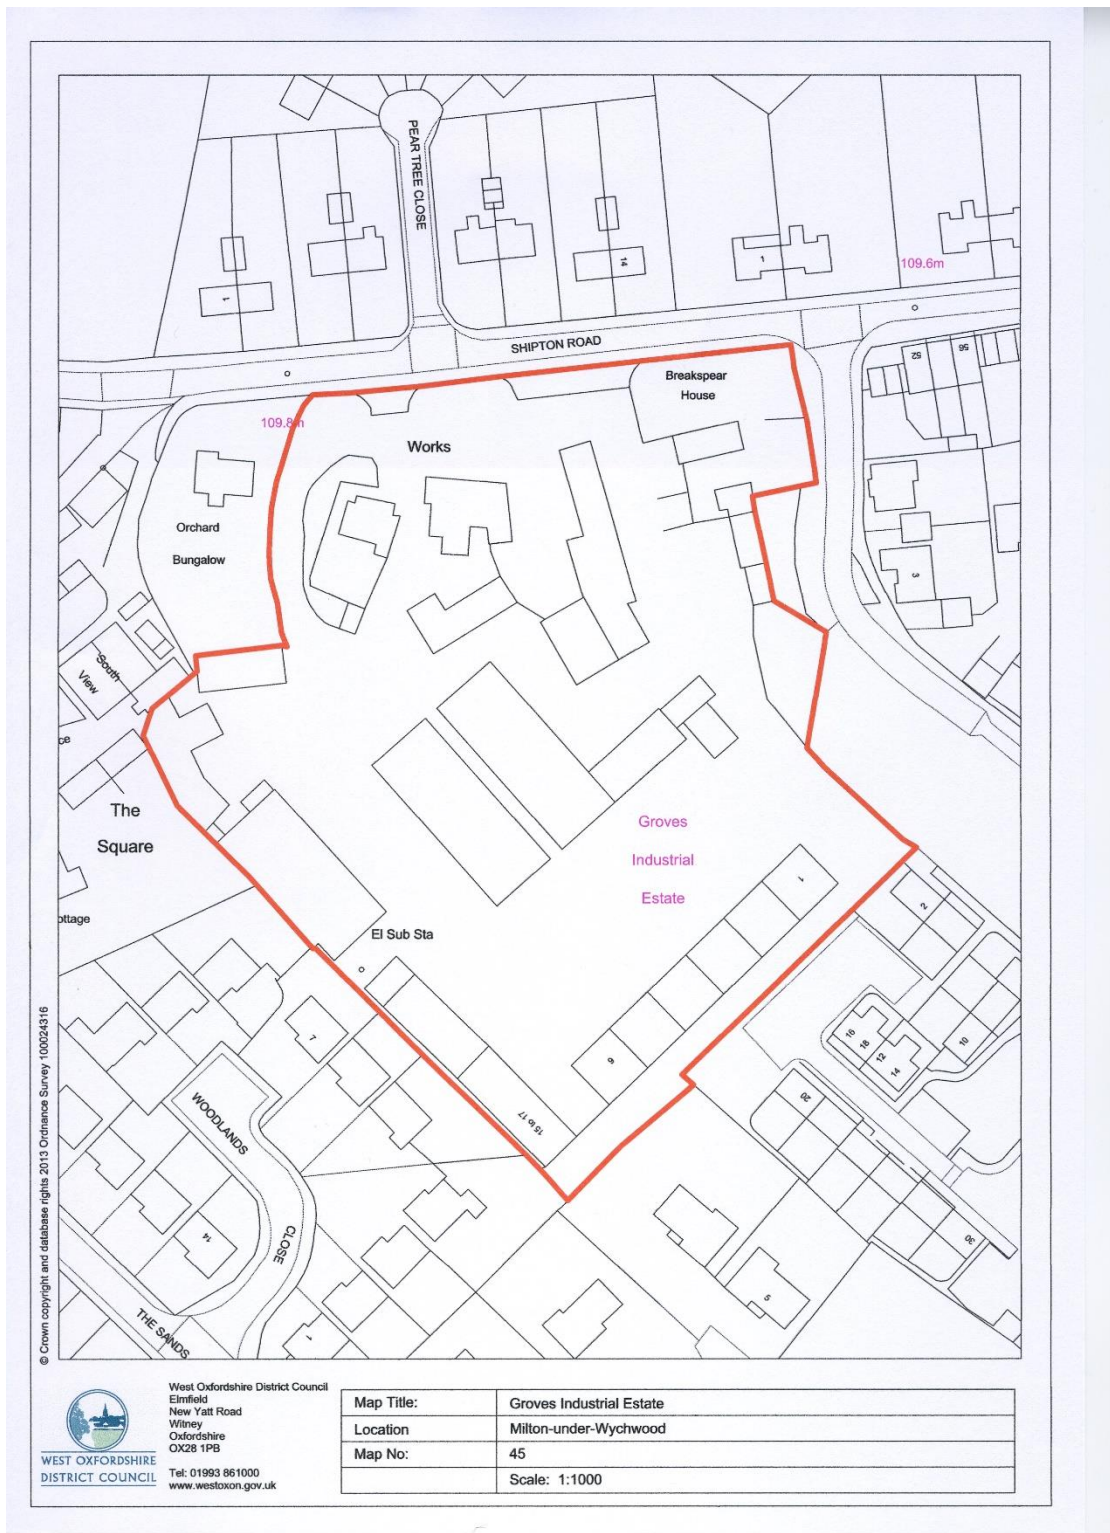 PEAR TREE CLOSE
1
14
1
109.6m
SHIPTON ROAD
52
56
Breakspear
House
109.8m
Works
Orchard
Bungalow
3
South
View
ce
The
Square
Groves
Industrial
Estate
1
2
ottage
El Sub Sta
7
16
18
12
14
10
9
20
WOODLANDS
15 to 17
14
CLOSE
30
5
THE SANDS
1
© Crown copyright and database rights 2013 Ordnance Survey 100024316
WEST OXFORDSHIRE
DISTRICT COUNCIL
West Oxfordshire District Council
Elmfield
New Yatt Road
Witney
Oxfordshire
OX28 1PB
Tel: 01993 861000
www.westoxon.gov.uk
Map Title: Groves Industrial Estate
Location Milton-under-Wychwood
Map No: 45
Scale: 1:1000